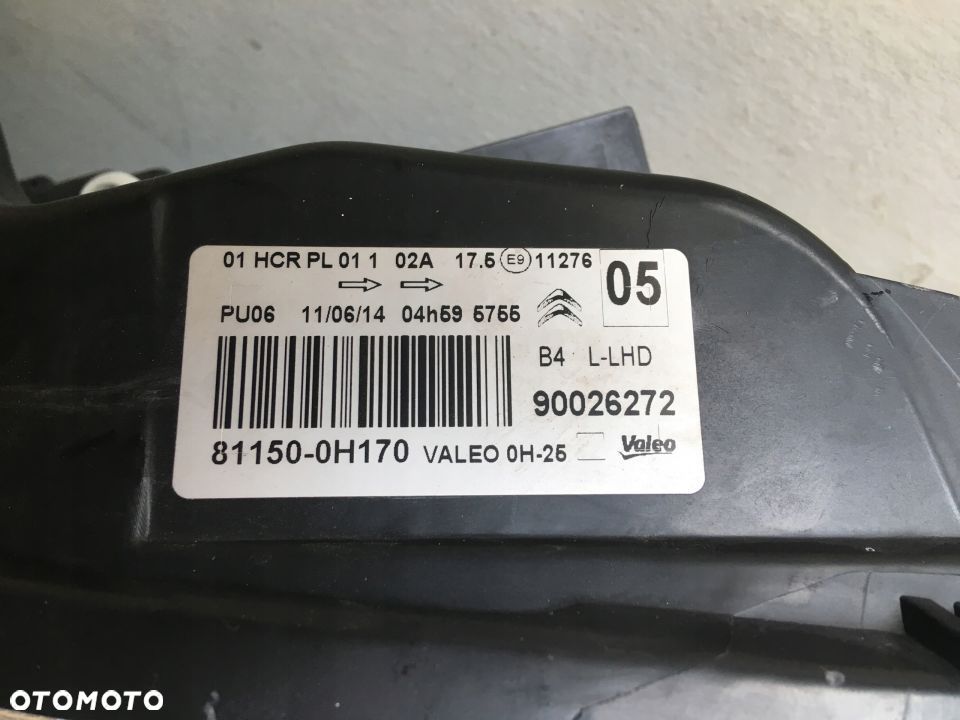 01 HCR PL 01 1 02A 17.5 E9 11276 05
PU06 11/06/14 04h59 5755
B4 L-LHD
90026272
81150-0H170 VALEO 0H-25 Valeo
OTOMOTO